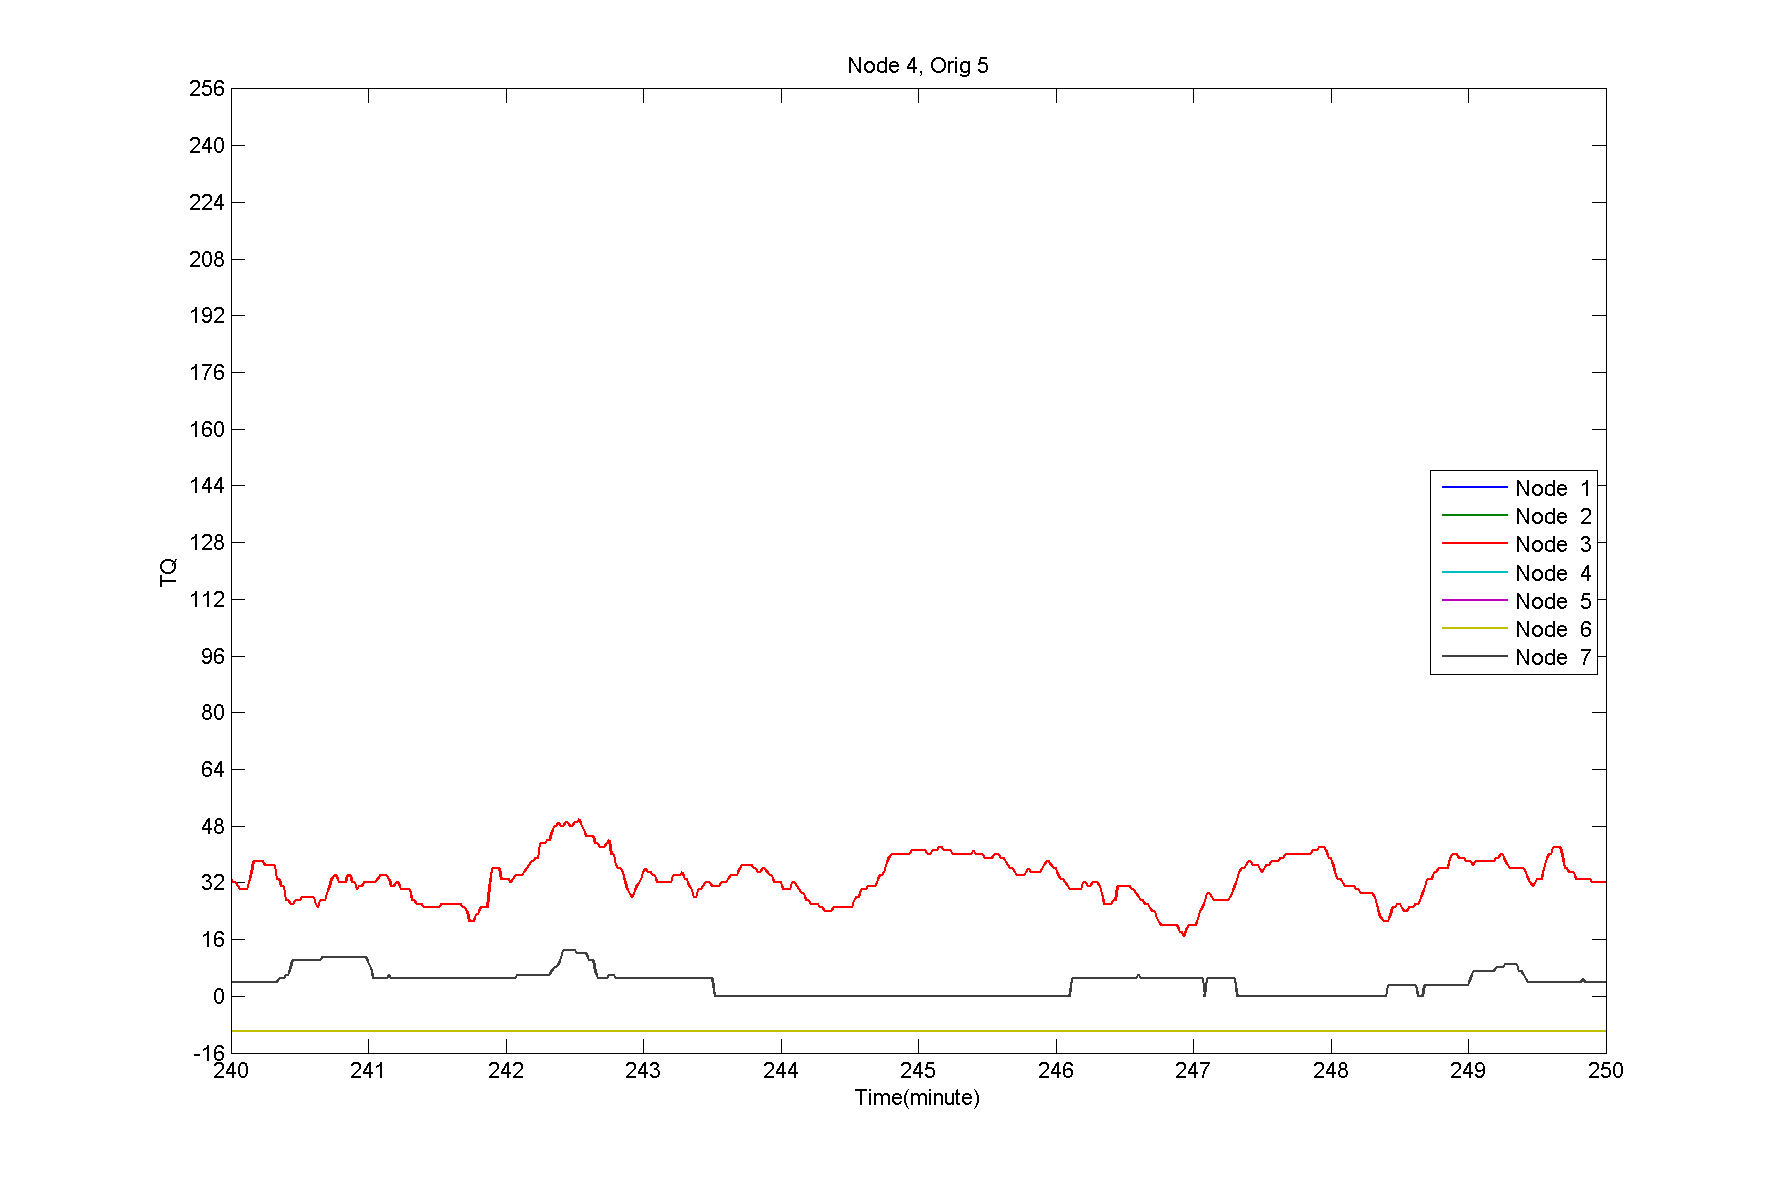 Node 4, Orig 5
256
240
224
208
192
176
160
144
128
112
96
80
64
48
32
16
0
-16
TQ
Node 1
Node 2
Node 3
Node 4
Node 5
Node 6
Node 7
240 241 242 243 244 245 246 247 248 249 250
Time(minute)